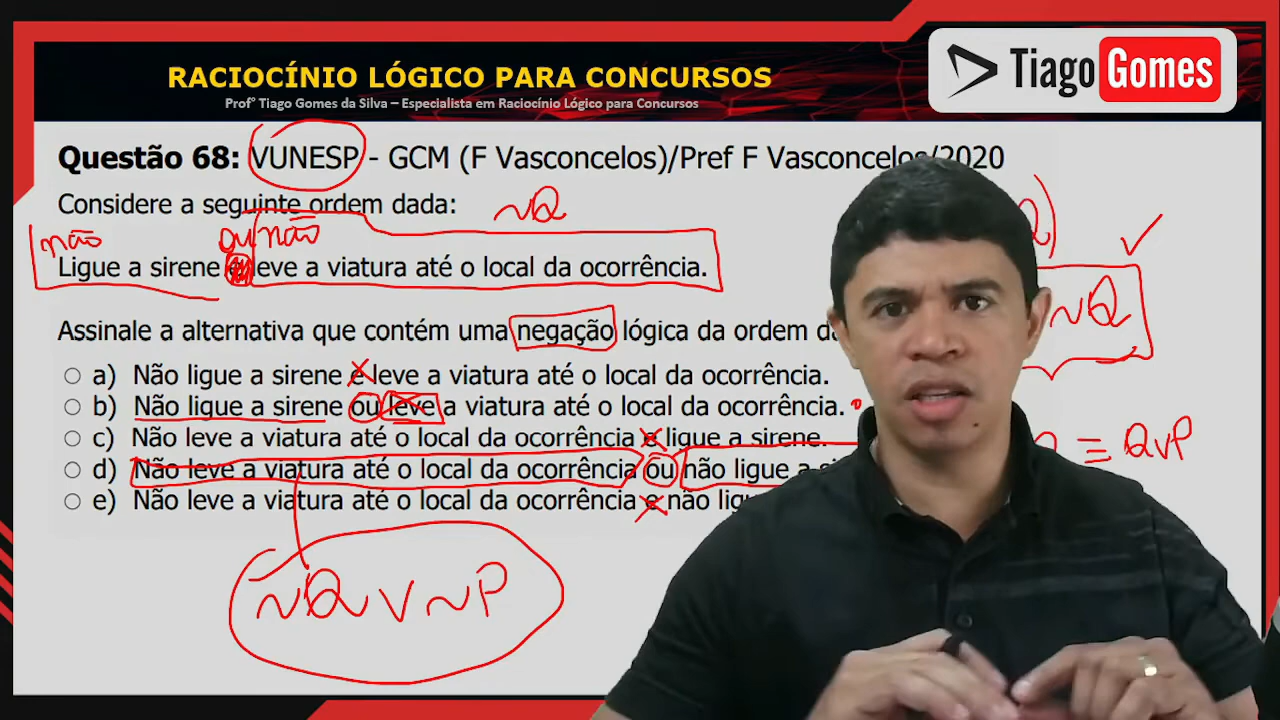 RACIOCÍNIO LÓGICO PARA CONCURSOS
Prof° Tiago Gomes da Silva – Especialista em Raciocínio Lógico para Concursos
Tiago Gomes
Questão 68: VUNESP - GCM (F Vasconcelos)/Pref F Vasconcelos/2020
Considere a seguinte ordem dada:
~Q
Q)
não ou não
Ligue a sirene leve a viatura até o local da ocorrência.
~Q
Assinale a alternativa que contém uma negação lógica da ordem
a) Não ligue a sirene e leve a viatura até o local da ocorrência.
b) Não ligue a sirene ou leve a viatura até o local da ocorrência.
c) Não leve a viatura até o local da ocorrência e ligue a sirene.
≡ QvP
d) Não leve a viatura até o local da ocorrência ou não ligue a
e) Não leve a viatura até o local da ocorrência e não
~Q v ~P